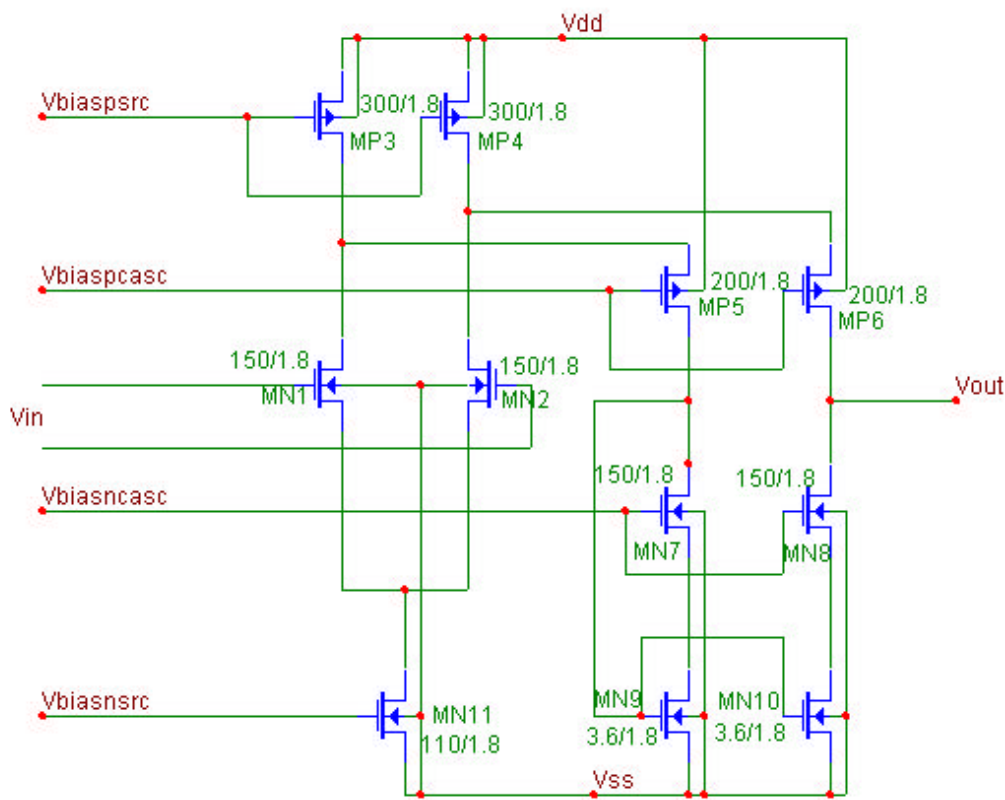 Vdd
Vbiaspsrc
300/1.8
MP3
300/1.8
MP4
Vbiaspcasc
200/1.8
MP5
200/1.8
MP6
150/1.8
MN1
150/1.8
MN2
Vin
Vout
Vbiasncasc
150/1.8
MN7
150/1.8
MN8
Vbiasnsrc
MN11
110/1.8
MN9
3.6/1.8
MN10
3.6/1.8
Vss